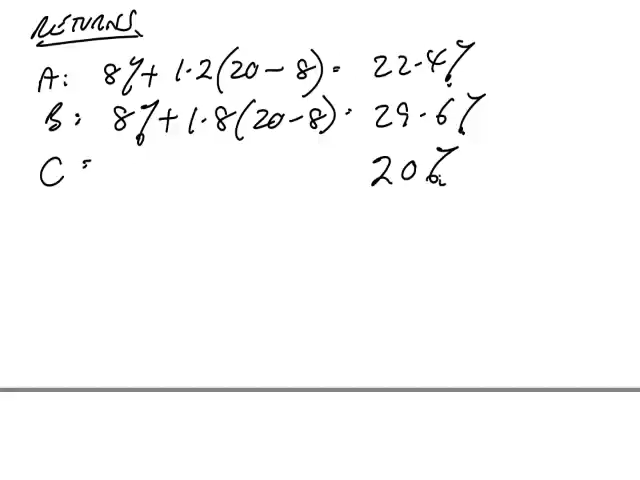 RETURNS
A: 8%+ 1.2(20-8)= 22.4%
B: 8%+1.8(20-8)= 29.6%
C: 20%